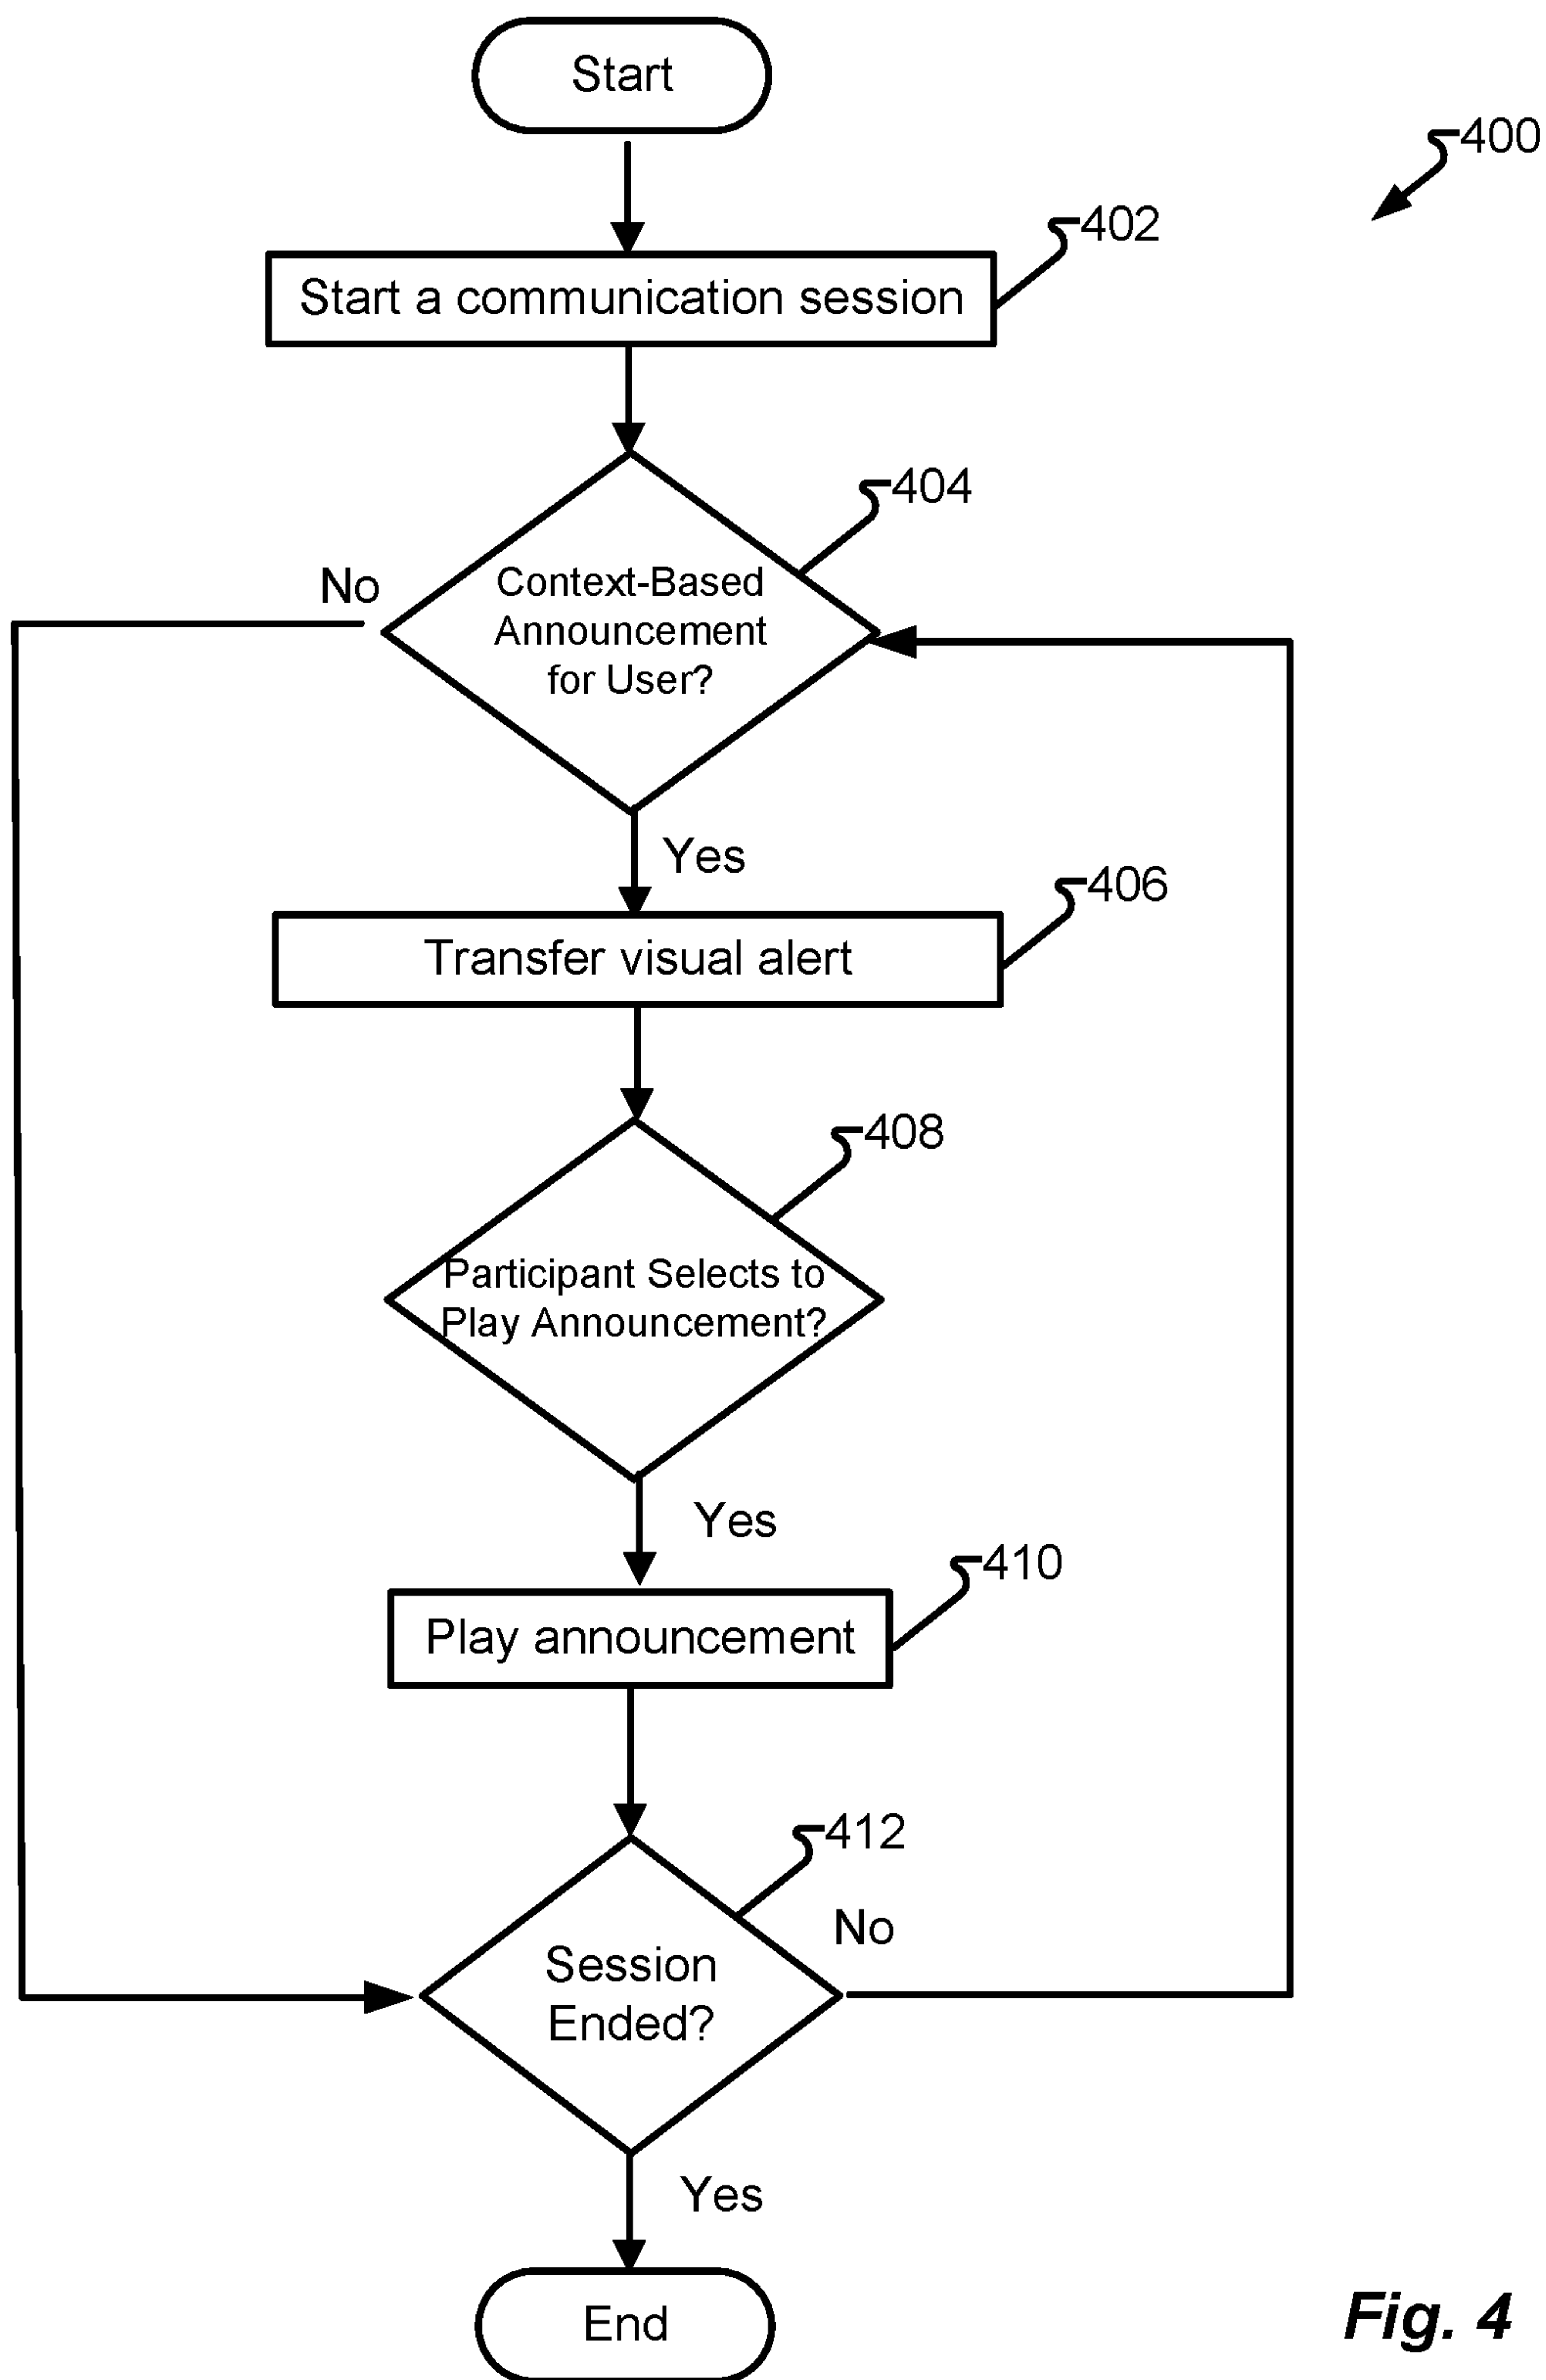 Start
400
402
Start a communication session
404
No
Context-Based
Announcement
for User?
Yes
406
Transfer visual alert
408
Participant Selects to
Play Announcement?
Yes
410
Play announcement
412
No
Session
Ended?
Yes
End
Fig. 4